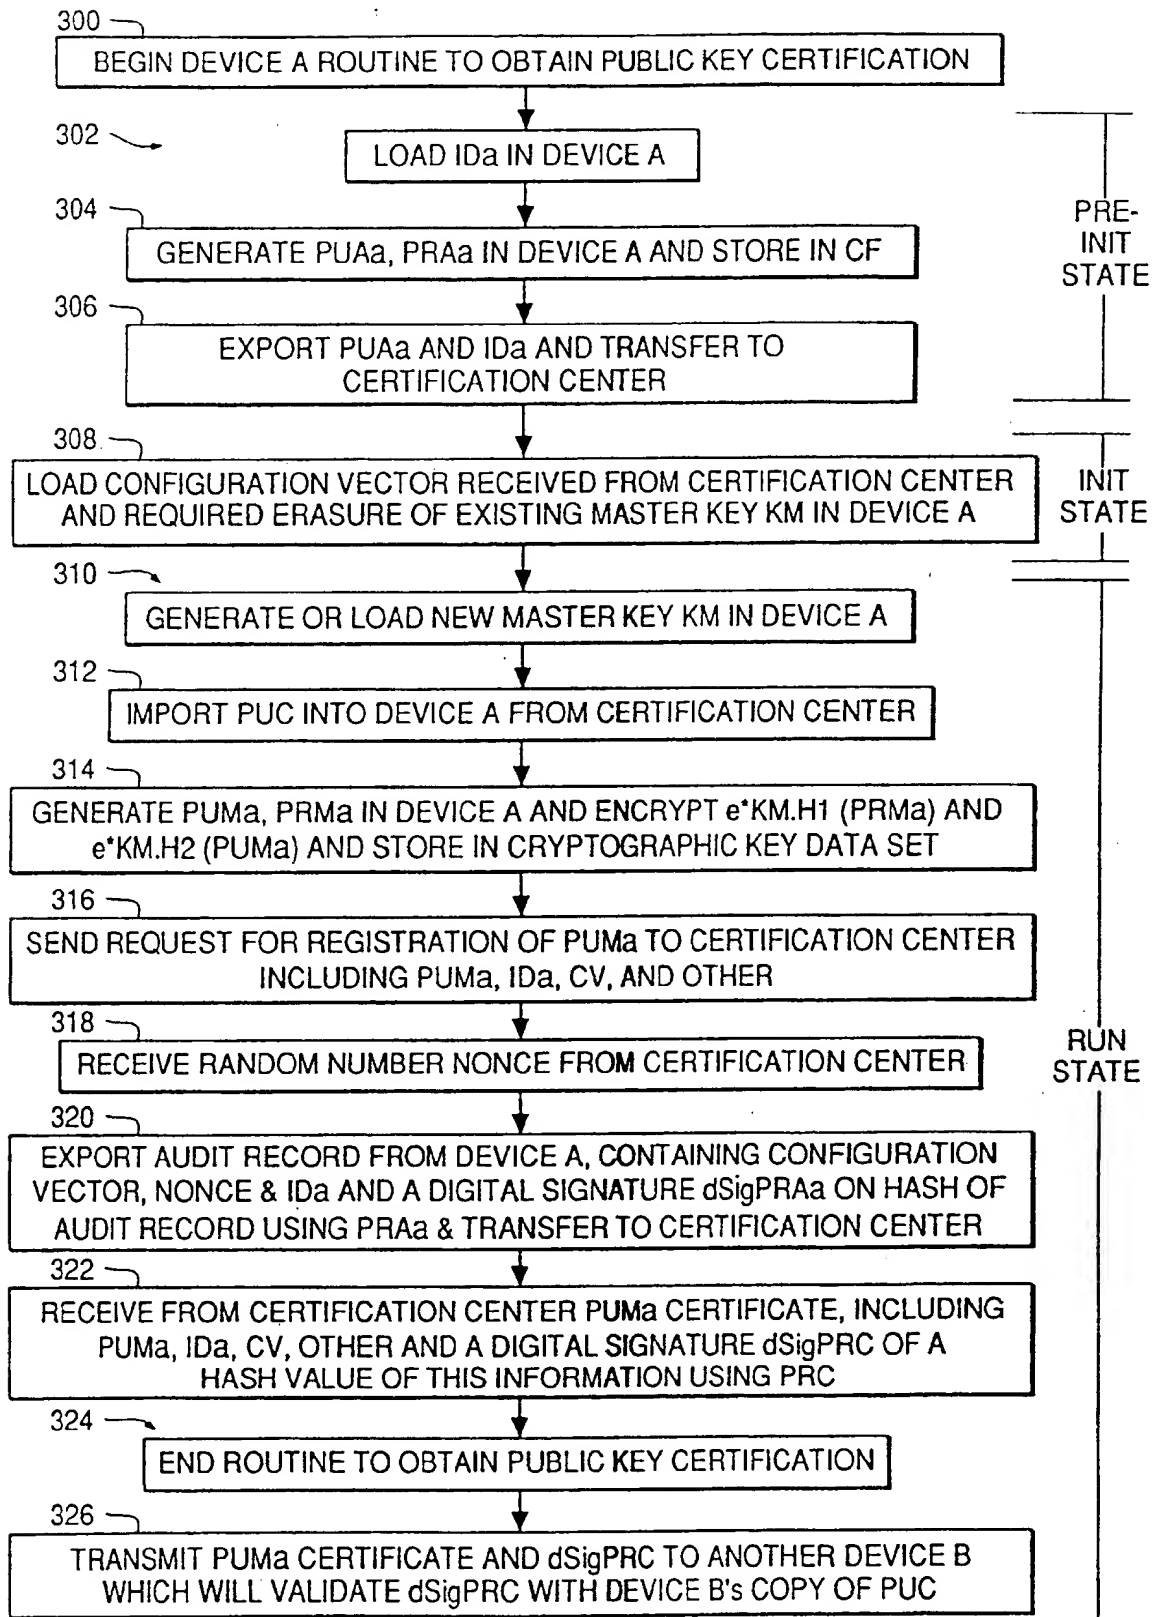 300
BEGIN DEVICE A ROUTINE TO OBTAIN PUBLIC KEY CERTIFICATION
302
LOAD IDa IN DEVICE A
304
GENERATE PUAa, PRAa IN DEVICE A AND STORE IN CF
306
EXPORT PUAa AND IDa AND TRANSFER TO
CERTIFICATION CENTER
PRE-
INIT
STATE
308
LOAD CONFIGURATION VECTOR RECEIVED FROM CERTIFICATION CENTER
AND REQUIRED ERASURE OF EXISTING MASTER KEY KM IN DEVICE A
INIT
STATE
310
GENERATE OR LOAD NEW MASTER KEY KM IN DEVICE A
312
IMPORT PUC INTO DEVICE A FROM CERTIFICATION CENTER
314
GENERATE PUMa, PRMa IN DEVICE A AND ENCRYPT e*KM.H1 (PRMa) AND
e*KM.H2 (PUMa) AND STORE IN CRYPTOGRAPHIC KEY DATA SET
316
SEND REQUEST FOR REGISTRATION OF PUMa TO CERTIFICATION CENTER
INCLUDING PUMa, IDa, CV, AND OTHER
318
RECEIVE RANDOM NUMBER NONCE FROM CERTIFICATION CENTER
RUN
STATE
320
EXPORT AUDIT RECORD FROM DEVICE A, CONTAINING CONFIGURATION
VECTOR, NONCE & IDa AND A DIGITAL SIGNATURE dSigPRAa ON HASH OF
AUDIT RECORD USING PRAa & TRANSFER TO CERTIFICATION CENTER
322
RECEIVE FROM CERTIFICATION CENTER PUMa CERTIFICATE, INCLUDING
PUMa, IDa, CV, OTHER AND A DIGITAL SIGNATURE dSigPRC OF A
HASH VALUE OF THIS INFORMATION USING PRC
324
END ROUTINE TO OBTAIN PUBLIC KEY CERTIFICATION
326
TRANSMIT PUMa CERTIFICATE AND dSigPRC TO ANOTHER DEVICE B
WHICH WILL VALIDATE dSigPRC WITH DEVICE B's COPY OF PUC